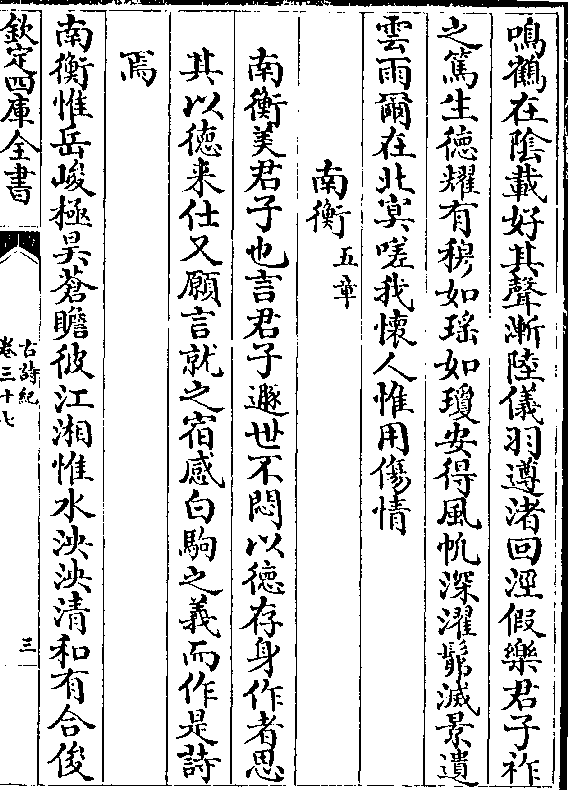 鳴鶴在陰載好其聲漸陸儀羽遵渚回涇假樂君子祚
之篤生德耀有穆如瑤如瓊安得風帆深濯髴滅景遺
雲雨爾在北冥嗟我懷人惟用傷情
南衡五章
南衡美君子也言君子遯世不悶以德存身作者思
其以德来仕又願言就之宿感白駒之義而作是詩
焉
南衡惟岳峻極昊蒼瞻彼江湘惟水泱泱清和有合俊
欽定四庫全書
古詩紀
卷三十七
三